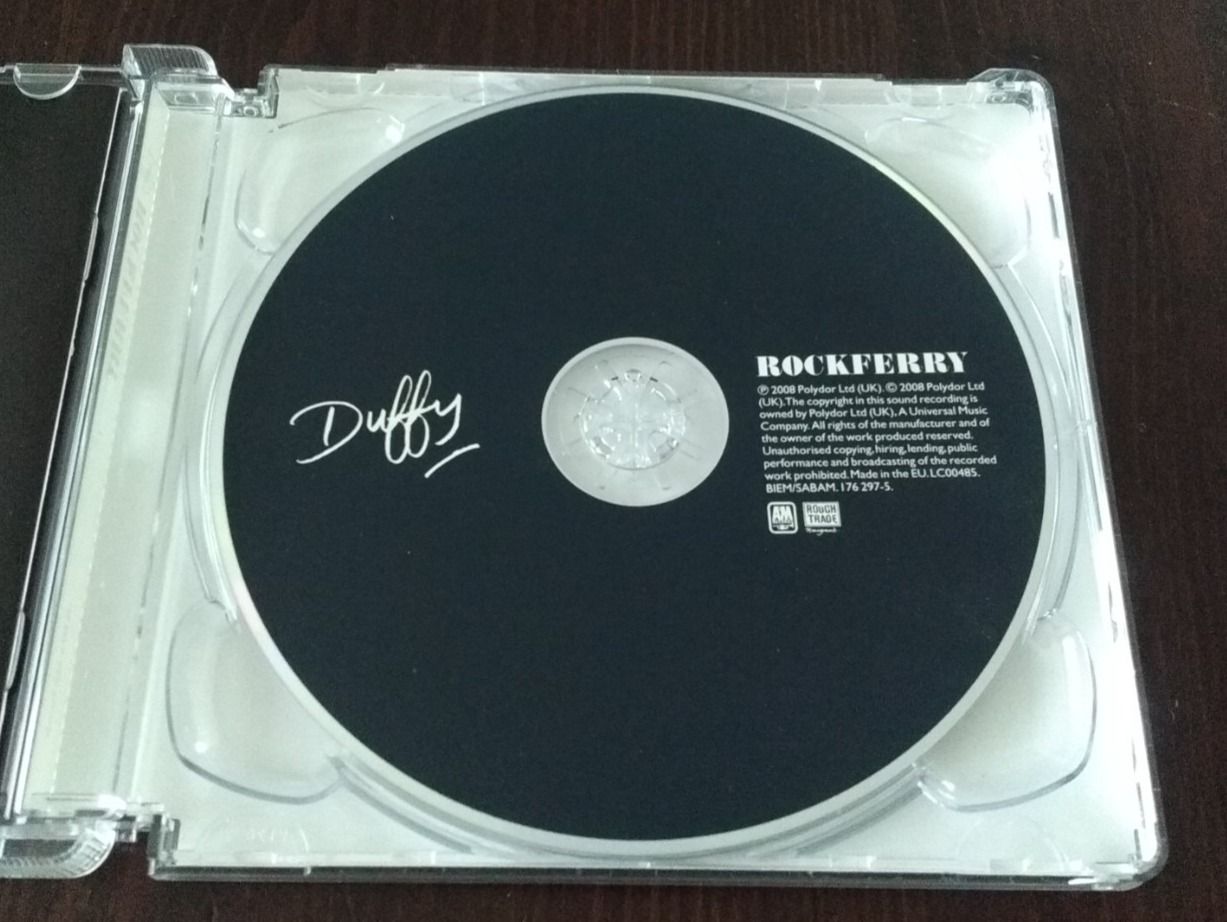 Duffy
ROCKFERRY
℗ 2008 Polydor Ltd (UK). © 2008 Polydor Ltd
(UK). The copyright in this sound recording is
owned by Polydor Ltd (UK), A Universal Music
Company. All rights of the manufacturer and of
the owner of the work produced reserved.
Unauthorised copying, hiring, lending, public
performance and broadcasting of the recorded
work prohibited. Made in the EU. LC00485.
BIEM/SABAM. 176 297-5.
A&M
ROUGH
TRADE